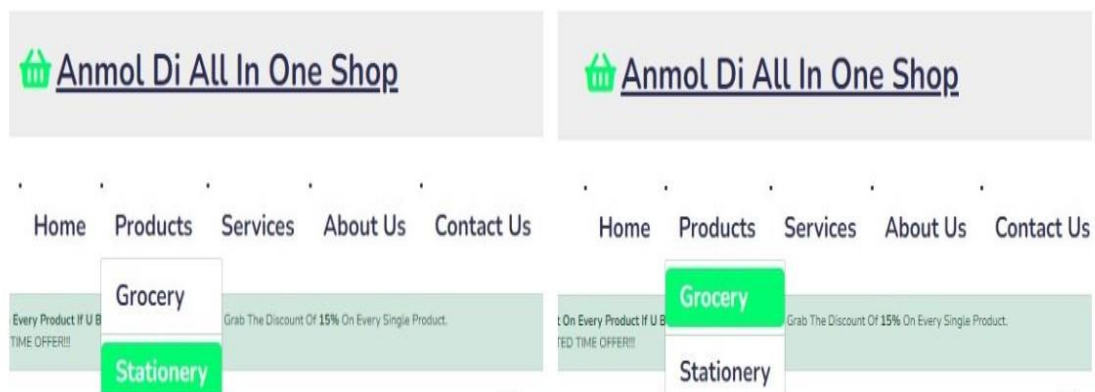 Anmol Di All In One Shop
Home Products Services About Us Contact Us
Grocery
Every Product If U B Grab The Discount Of 15% On Every Single Product.
TIME OFFER!!!
Stationery
Anmol Di All In One Shop
Home Products Services About Us Contact Us
Grocery
On Every Product If U B Grab The Discount Of 15% On Every Single Product.
TED TIME OFFER!!!
Stationery